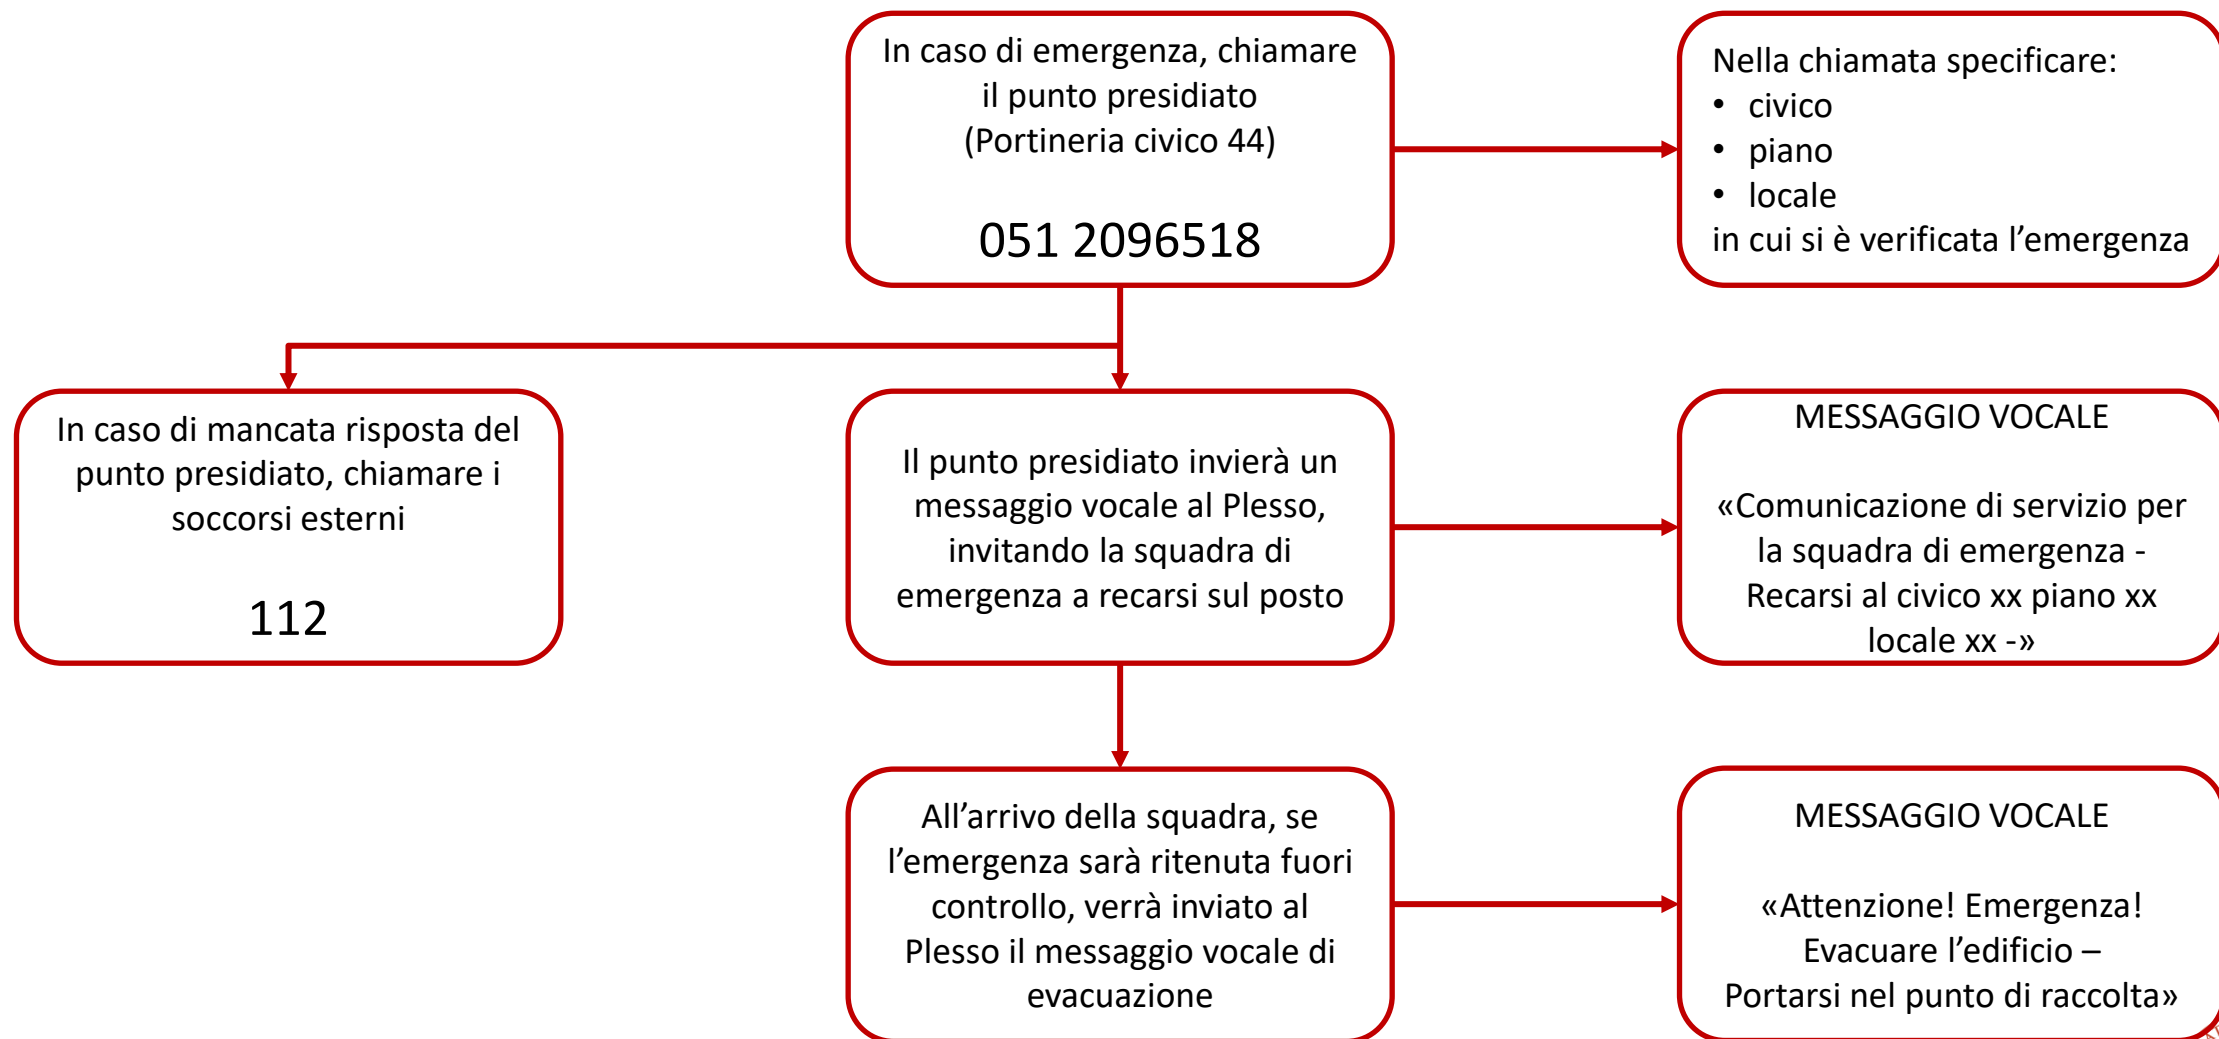 In caso di emergenza, chiamare
il punto presidiato
(Portineria civico 44)
051 2096518
Nella chiamata specificare:
• civico
• piano
• locale
in cui si è verificata l’emergenza
In caso di mancata risposta del
punto presidiato, chiamare i
soccorsi esterni
112
Il punto presidiato invierà un
messaggio vocale al Plesso,
invitando la squadra di
emergenza a recarsi sul posto
MESSAGGIO VOCALE
«Comunicazione di servizio per
la squadra di emergenza -
Recarsi al civico xx piano xx
locale xx -»
All’arrivo della squadra, se
l’emergenza sarà ritenuta fuori
controllo, verrà inviato al
Plesso il messaggio vocale di
evacuazione
MESSAGGIO VOCALE
«Attenzione! Emergenza!
Evacuare l’edificio –
Portarsi nel punto di raccolta»